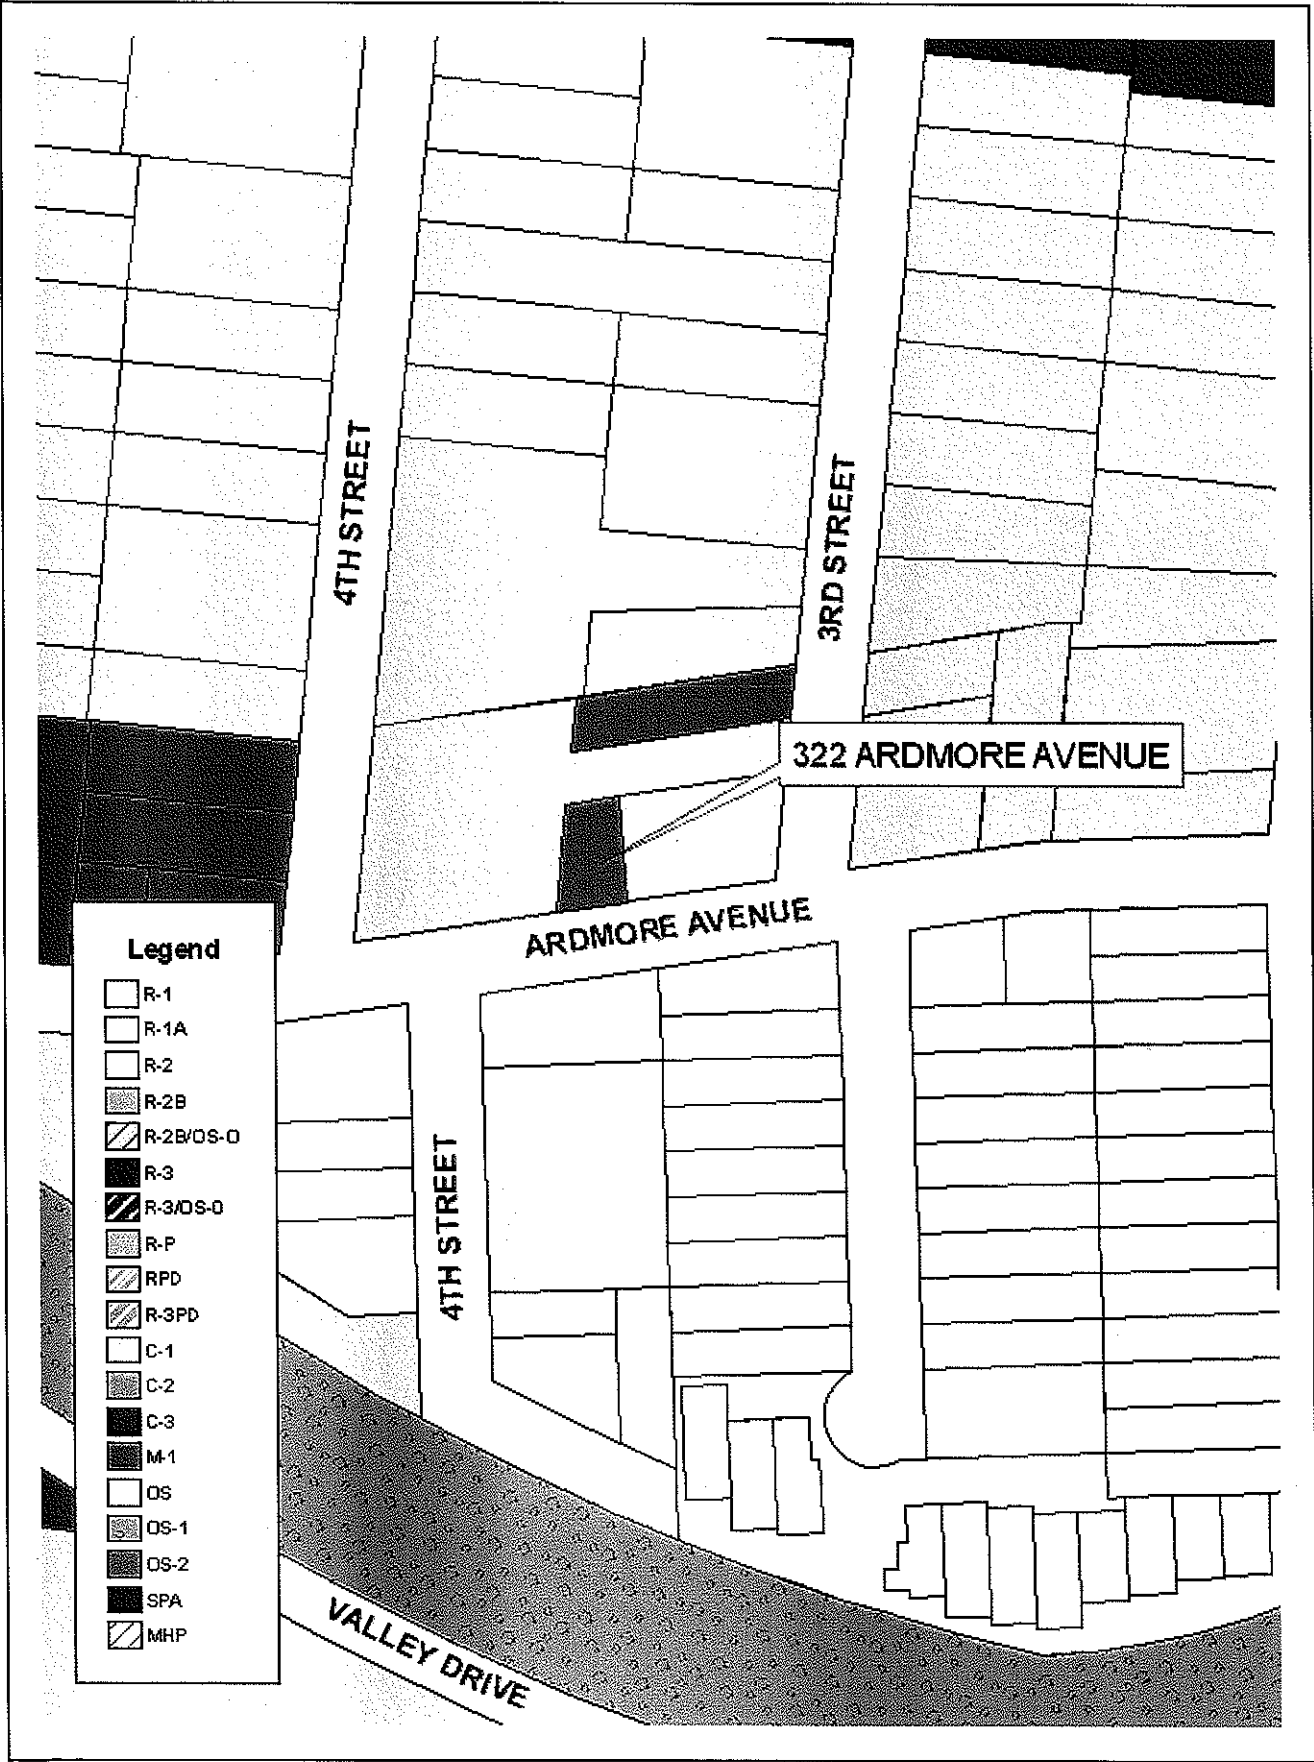 4TH STREET
3RD STREET
322 ARDMORE AVENUE
ARDMORE AVENUE
Legend
R-1
R-1A
R-2
R-2B
R-2B/OS-O
R-3
R-3/OS-O
R-P
RPD
R-3PD
C-1
C-2
C-3
M-1
OS
OS-1
OS-2
SPA
MHP
4TH STREET
VALLEY DRIVE